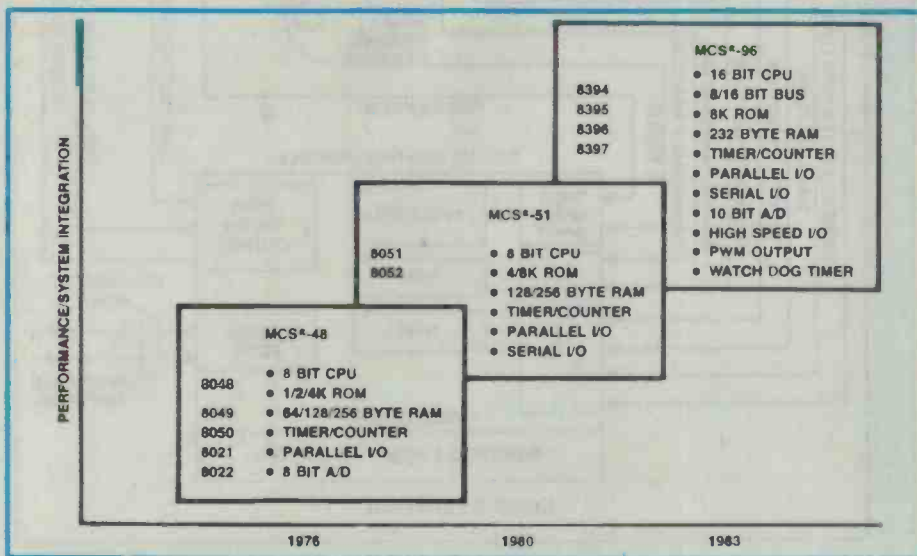 PERFORMANCE/SYSTEM INTEGRATION
MCS®-96
8394
8395
8396
8397
• 16 BIT CPU
• 8/16 BIT BUS
• 8K ROM
• 232 BYTE RAM
• TIMER/COUNTER
• PARALLEL I/O
• SERIAL I/O
• 10 BIT A/D
• HIGH SPEED I/O
• PWM OUTPUT
• WATCH DOG TIMER
MCS®-51
8051
8052
• 8 BIT CPU
• 4/8K ROM
• 128/256 BYTE RAM
• TIMER/COUNTER
• PARALLEL I/O
• SERIAL I/O
MCS®-48
8048
8049
8050
8021
8022
• 8 BIT CPU
• 1/2/4K ROM
• 64/128/256 BYTE RAM
• TIMER/COUNTER
• PARALLEL I/O
• 8 BIT A/D
1976 1980 1983